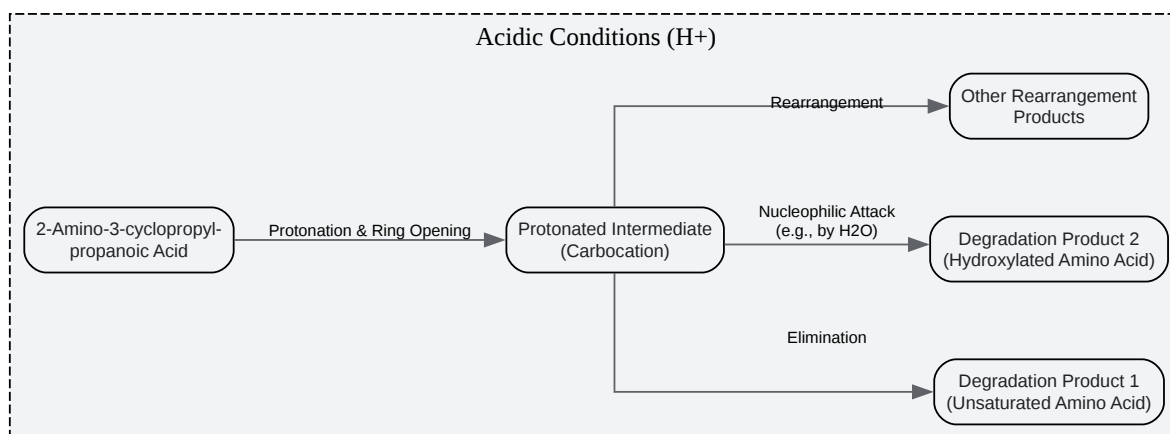 Acidic Conditions (H+)
Rearrangement
Other Rearrangement
Products
2-Amino-3-cyclopropyl-
propanoic Acid
Protonation & Ring Opening
Protonated Intermediate
(Carbocation)
Nucleophilic Attack
(e.g., by H2O)
Degradation Product 2
(Hydroxylated Amino Acid)
Elimination
Degradation Product 1
(Unsaturated Amino Acid)